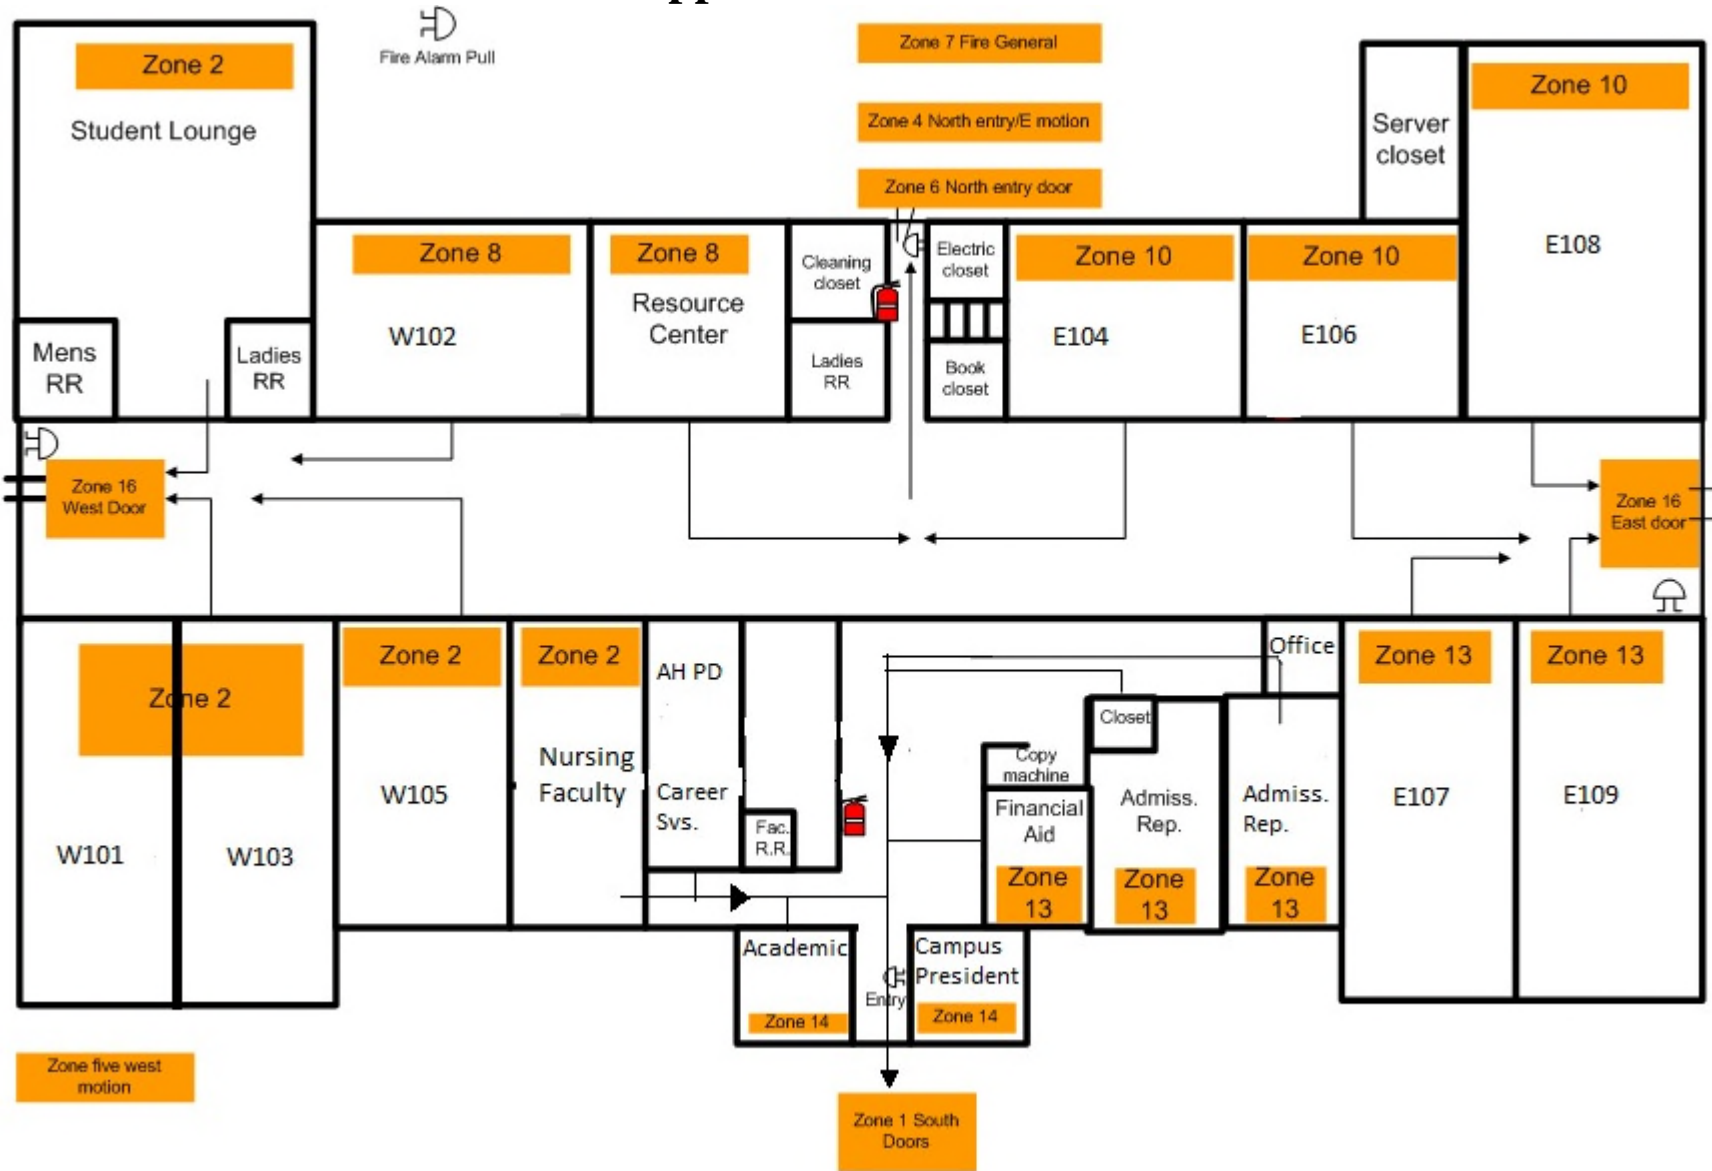 Fire Alarm Pull
Zone 7 Fire General
Zone 4 North entry/E motion
Zone 6 North entry door
Zone 2
Student Lounge
Mens
RR
Ladies
RR
Zone 8
W102
Zone 8
Resource
Center
Cleaning
closet
Ladies
RR
Electric
closet
Book
closet
Zone 10
E104
Zone 10
E106
Server
closet
Zone 10
E108
Zone 16
West Door
Zone 16
East door
Zone 2
W101
W103
Zone 2
W105
Zone 2
Nursing
Faculty
AH PD
Career
Svs.
Fac.
R.R.
Copy
machine
Financial
Aid
Zone
13
Closet
Admiss.
Rep.
Zone
13
Office
Admiss.
Rep.
Zone
13
Zone 13
E107
Zone 13
E109
Academic
Zone 14
Entry
Campus
President
Zone 14
Zone five west
motion
Zone 1 South
Doors